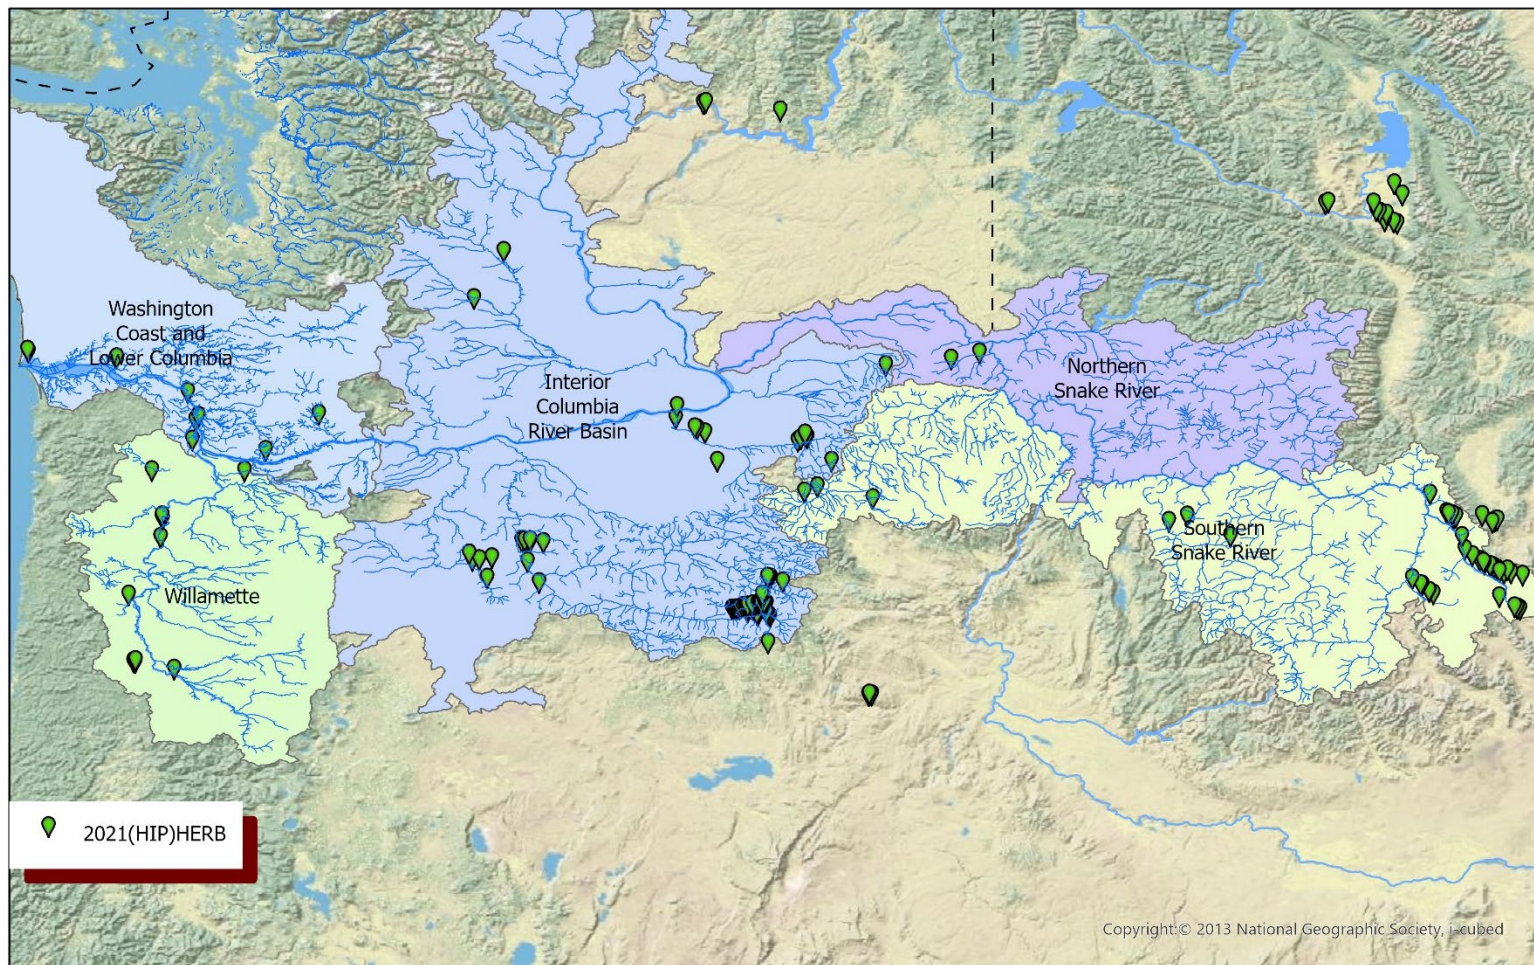 Washington
Coast and
Lower Columbia
Interior
Columbia
River Basin
Northern
Snake River
Southern
Snake River
Willamette
2021(HIP)HERB
Copyright:© 2013 National Geographic Society, i-cubed